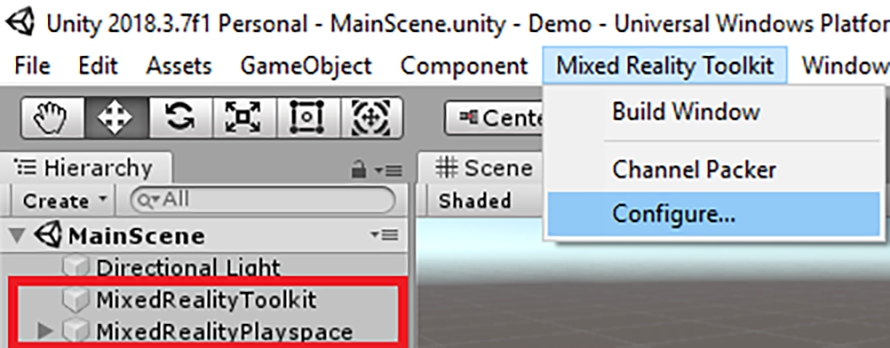 Unity 2018.3.7f1 Personal - MainScene.unity - Demo - Universal Windows Platfor
File Edit Assets GameObject Component Mixed Reality Toolkit Window
Build Window
Cente
Hierarchy
Scene
Channel Packer
Create
All
Shaded
Configure...
MainScene
Directional Light
MixedRealityToolkit
MixedRealityPlayspace